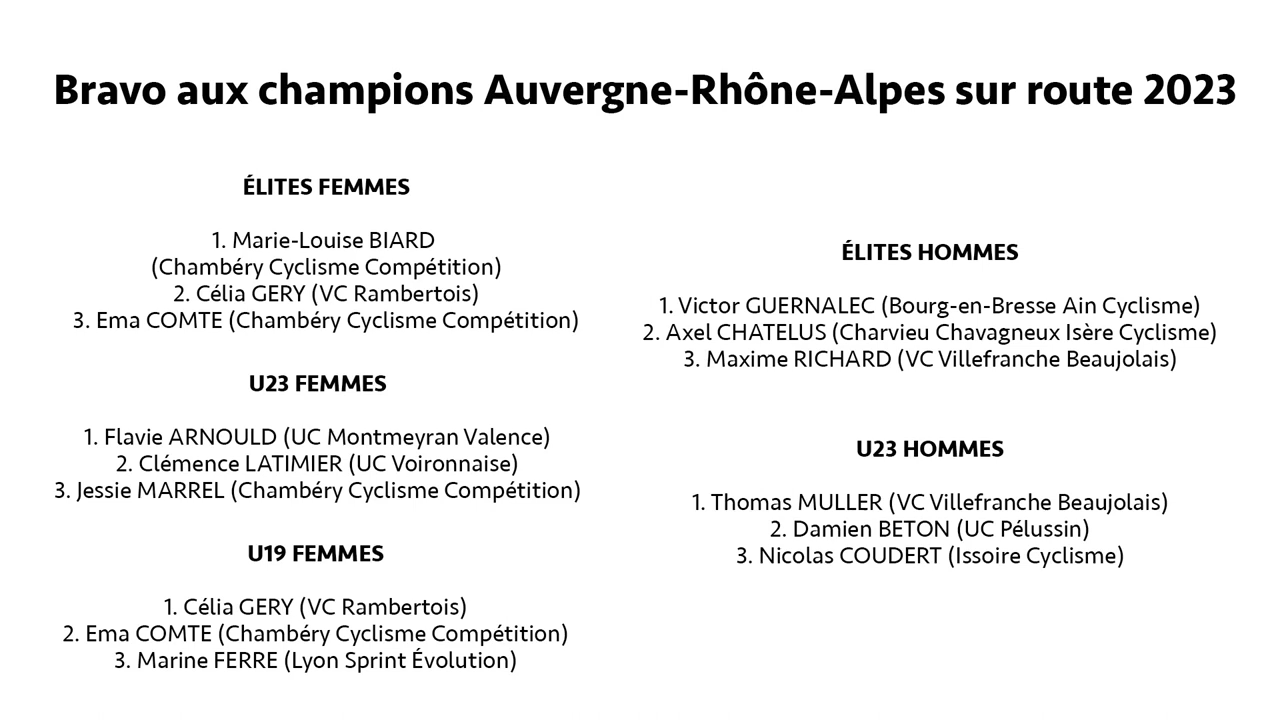 Bravo aux champions Auvergne-Rhône-Alpes sur route 2023
ÉLITES FEMMES
1. Marie-Louise BIARD
(Chambéry Cyclisme Compétition)
2. Célia GERY (VC Rambertois)
3. Ema COMTE (Chambéry Cyclisme Compétition)
U23 FEMMES
1. Flavie ARNOULD (UC Montmeyran Valence)
2. Clémence LATIMIER (UC Voironnaise)
3. Jessie MARREL (Chambéry Cyclisme Compétition)
U19 FEMMES
1. Célia GERY (VC Rambertois)
2. Ema COMTE (Chambéry Cyclisme Compétition)
3. Marine FERRE (Lyon Sprint Évolution)
ÉLITES HOMMES
1. Victor GUERNALEC (Bourg-en-Bresse Ain Cyclisme)
2. Axel CHATELUS (Charvieu Chavagneux Isère Cyclisme)
3. Maxime RICHARD (VC Villefranche Beaujolais)
U23 HOMMES
1. Thomas MULLER (VC Villefranche Beaujolais)
2. Damien BETON (UC Pélussin)
3. Nicolas COUDERT (Issoire Cyclisme)